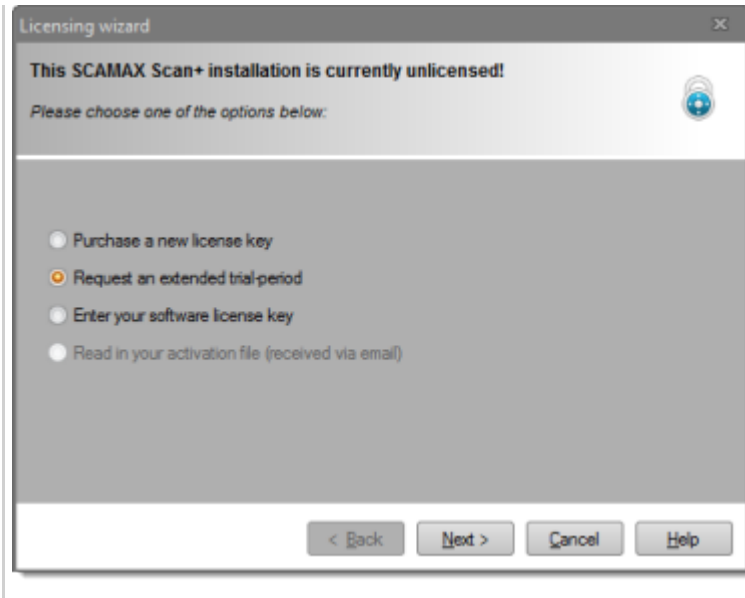 Licensing wizard
This SCAMAX Scan+ installation is currently unlicensed!
Please choose one of the options below:
Purchase a new license key
Request an extended trial-period
Enter your software license key
Read in your activation file (received via email)
< Back Next > Cancel Help